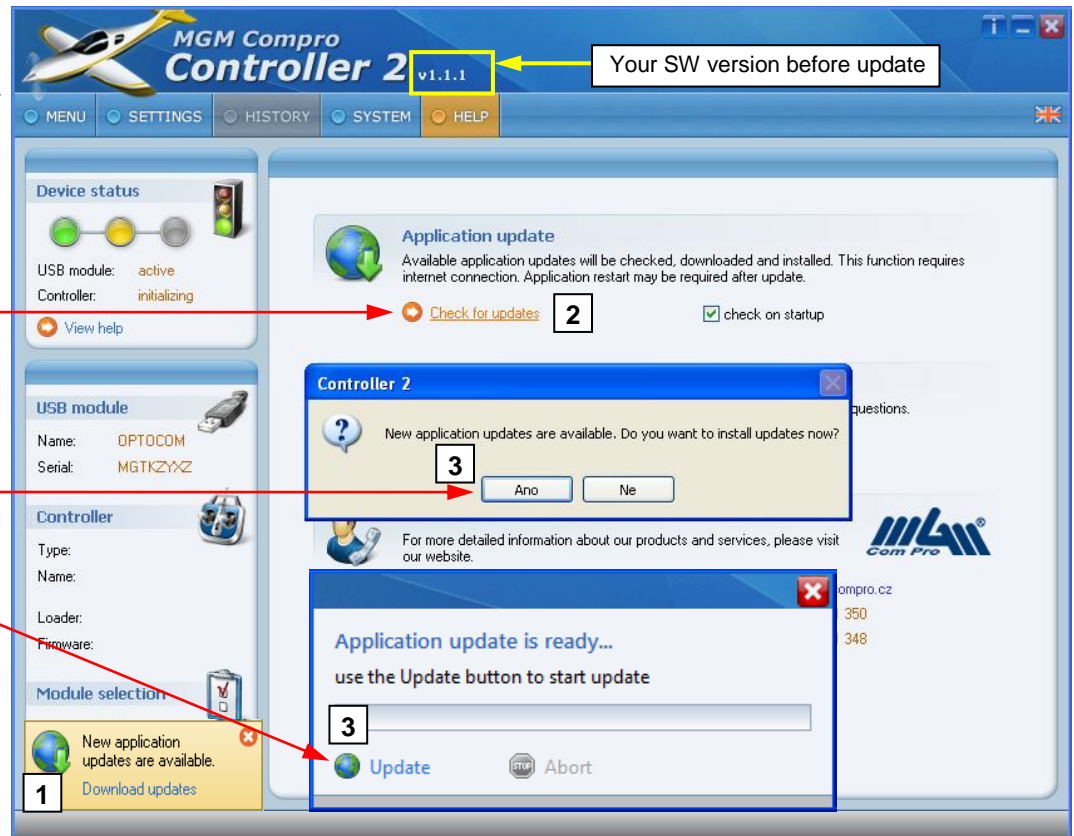 MGM Compro
Controller 2 v1.1.1
Your SW version before update
MENU SETTINGS HISTORY SYSTEM HELP
Device status
USB module: active
Controller: initializing
View help
USB module
Name: OPTOCOM
Serial: MGTKZYXZ
Controller
Type:
Name:
Loader:
Firmware:
Module selection
New application
updates are available.
Download updates
1
Application update
Available application updates will be checked, downloaded and installed. This function requires
internet connection. Application restart may be required after update.
Check for updates
2
check on startup
Controller 2
questions.
New application updates are available. Do you want to install updates now?
3
Ano Ne
For more detailed information about our products and services, please visit
our website.
mgm®
Com Pro
ompro.cz
350
348
Application update is ready...
use the Update button to start update
3
Update
STOP Abort